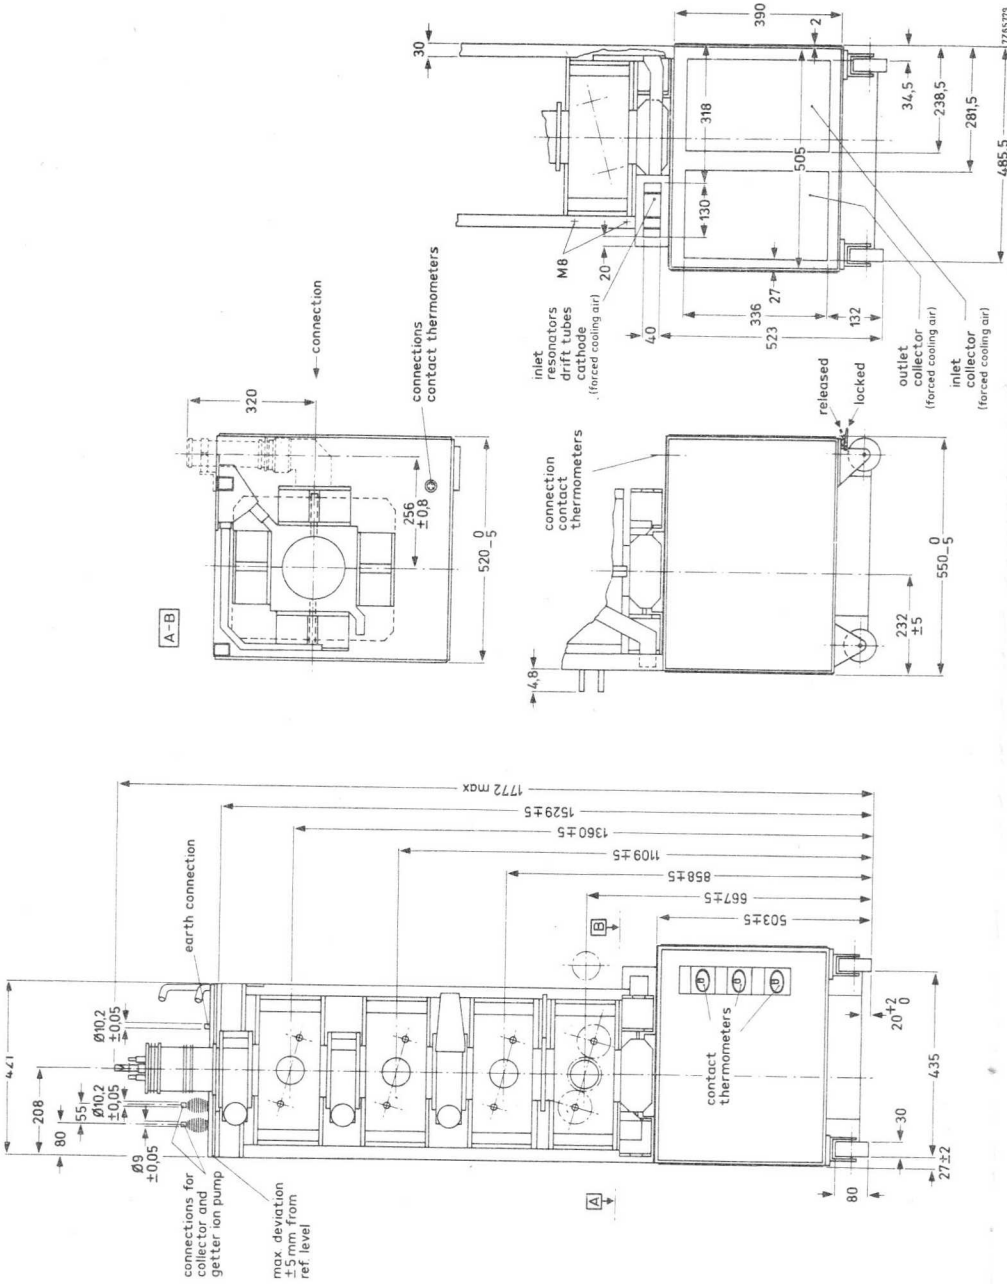 A-B
320
connection
connections
contact thermometers
256
±0,8
520 0
-5
30
M8
20
130
318
505
390
2
34,5
238,5
281,5
485,5
27
336
132
40
523
inlet
resonators
drift tubes
cathode
(forced cooling air)
outlet
collector
(forced cooling air)
inlet
collector
(forced cooling air)
connection
contact
thermometers
released
locked
4,8
232
±5
550 0
-5
421
208
80
55
Ø10,2
±0,05
Ø10,2
±0,05
Ø9
±0,05
earth connection
connections for
collector and
getter ion pump
max. deviation
±5 mm from
ref. level
1772 max
1529±5
1360±5
1109±5
858±5
667±5
503±5
A
B
contact
thermometers
20 +2
0
435
30
27±2
80